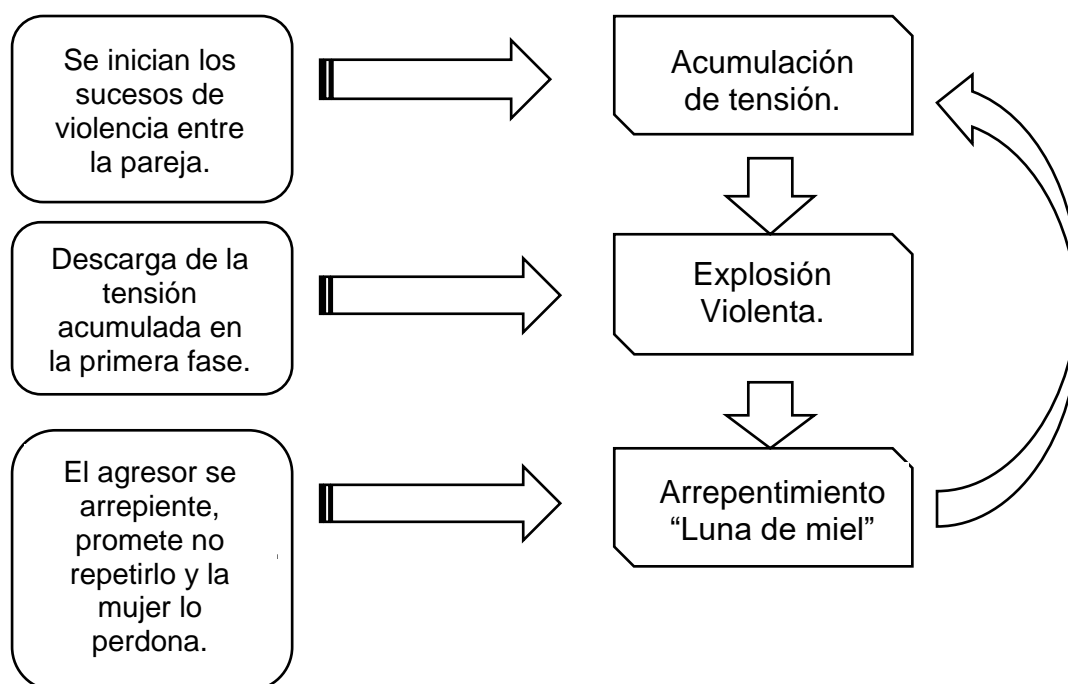 Se inician los
sucesos de
violencia entre
la pareja.
Acumulación
de tensión.
Descarga de la
tensión
acumulada en
la primera fase.
Explosión
Violenta.
El agresor se
arrepiente,
promete no
repetirlo y la
mujer lo
perdona.
Arrepentimiento
“Luna de miel”